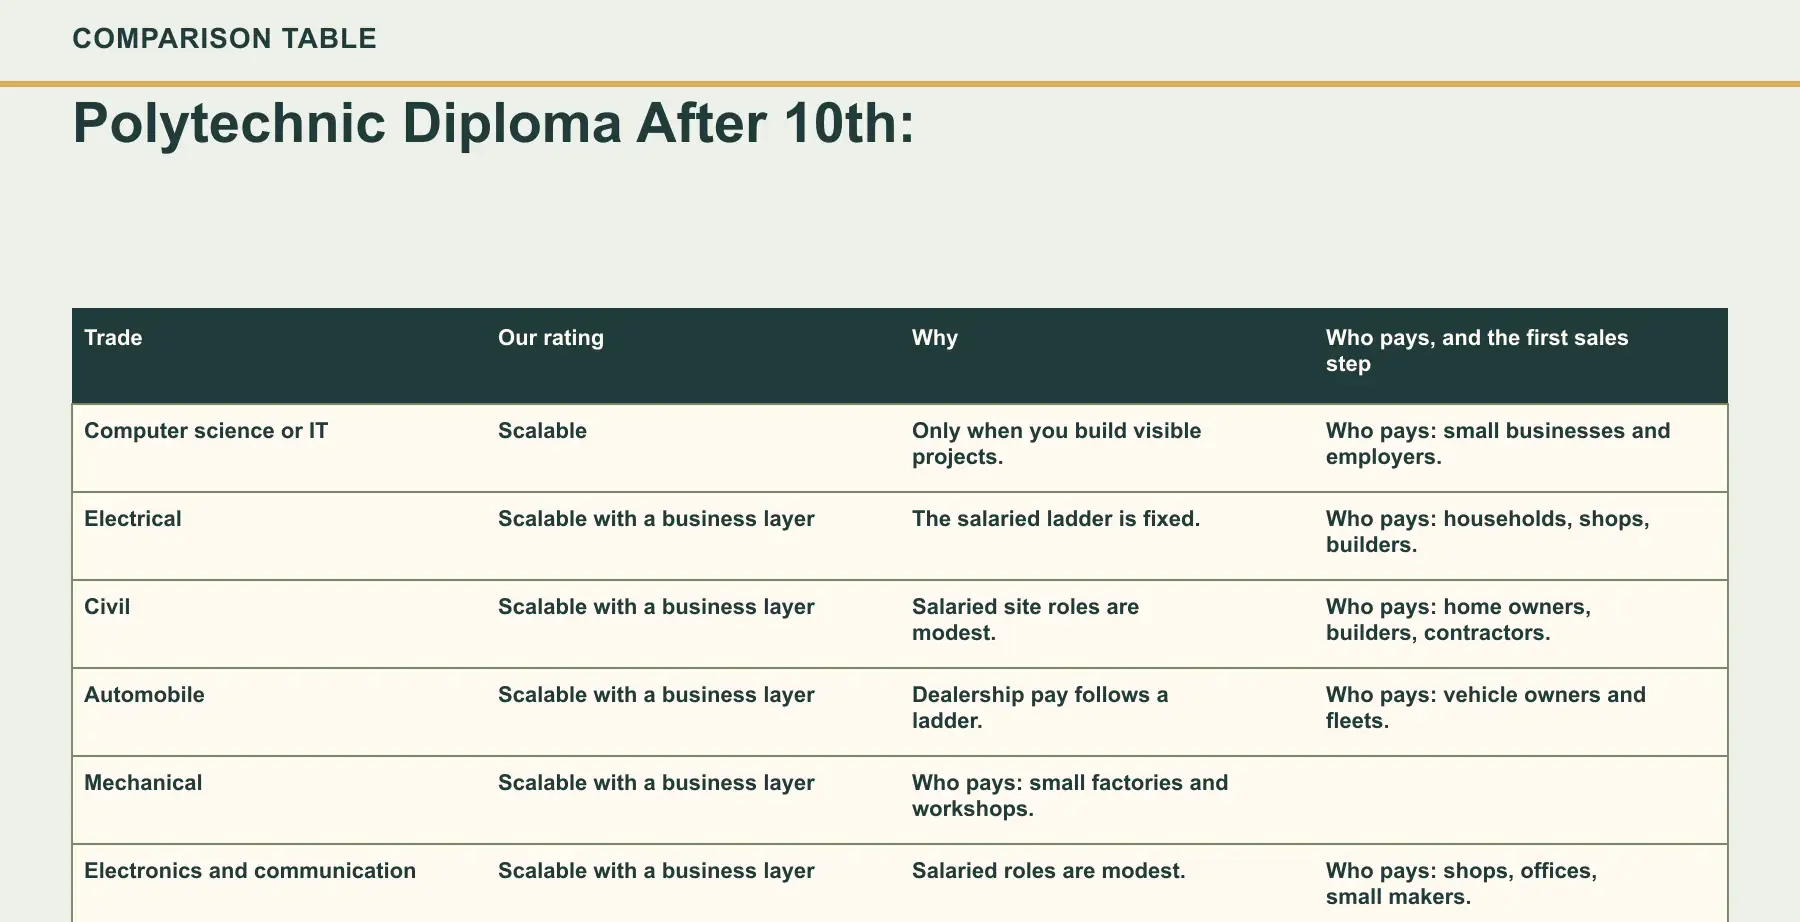 COMPARISON TABLE
Polytechnic Diploma After 10th:
Trade
Our rating
Why
Who pays, and the first sales
step
Computer science or IT
Scalable
Only when you build visible
projects.
Who pays: small businesses and
employers.
Electrical
Scalable with a business layer
The salaried ladder is fixed.
Who pays: households, shops,
builders.
Civil
Scalable with a business layer
Salaried site roles are
modest.
Who pays: home owners,
builders, contractors.
Automobile
Scalable with a business layer
Dealership pay follows a
ladder.
Who pays: vehicle owners and
fleets.
Mechanical
Scalable with a business layer
Who pays: small factories and
workshops.
Electronics and communication
Scalable with a business layer
Salaried roles are modest.
Who pays: shops, offices,
small makers.